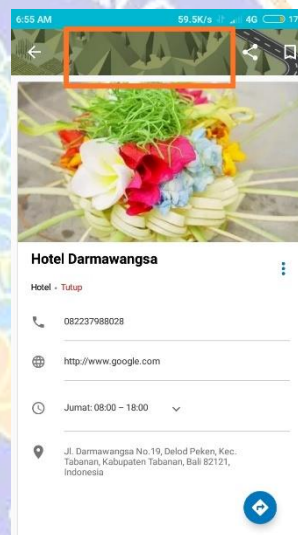 6:55 AM 59.5K/s 4G 17
Hotel Darmawangsa
Hotel - Tutup
082237988028
http://www.google.com
Jumat: 08:00 – 18:00
Jl. Darmawangsa No.19, Delod Peken, Kec.
Tabanan, Kabupaten Tabanan, Bali 82121,
Indonesia